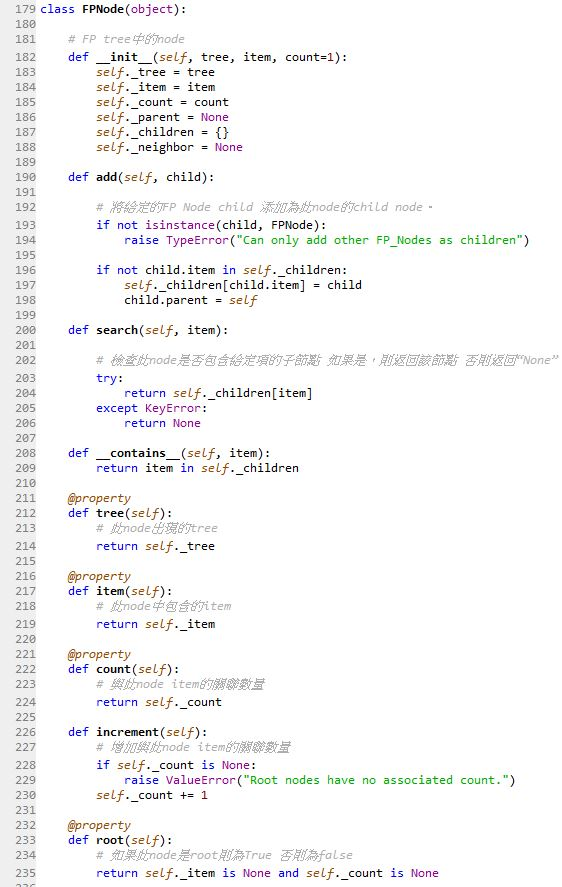 179 class FPNode(object):
180
181     # FP tree中的node
182     def __init__(self, tree, item, count=1):
183         self._tree = tree
184         self._item = item
185         self._count = count
186         self._parent = None
187         self._children = {}
188         self._neighbor = None
189
190     def add(self, child):
191
192         # 將給定的FP Node child 添加為此node的child node。
193         if not isinstance(child, FPNode):
194             raise TypeError("Can only add other FP_Nodes as children")
195
196         if not child.item in self._children:
197             self._children[child.item] = child
198             child.parent = self
199
200     def search(self, item):
201
202         # 檢查此node是否包含給定項的子節點 如果是，則返回該節點 否則返回“None”
203         try:
204             return self._children[item]
205         except KeyError:
206             return None
207
208     def __contains__(self, item):
209         return item in self._children
210
211     @property
212     def tree(self):
213         # 此node出現的tree
214         return self._tree
215
216     @property
217     def item(self):
218         # 此node中包含的item
219         return self._item
220
221     @property
222     def count(self):
223         # 與此node item的關聯數量
224         return self._count
225
226     def increment(self):
227         # 增加與此node item的關聯數量
228         if self._count is None:
229             raise ValueError("Root nodes have no associated count.")
230         self._count += 1
231
232     @property
233     def root(self):
234         # 如果此node是root則為True 否則為false
235         return self._item is None and self._count is None